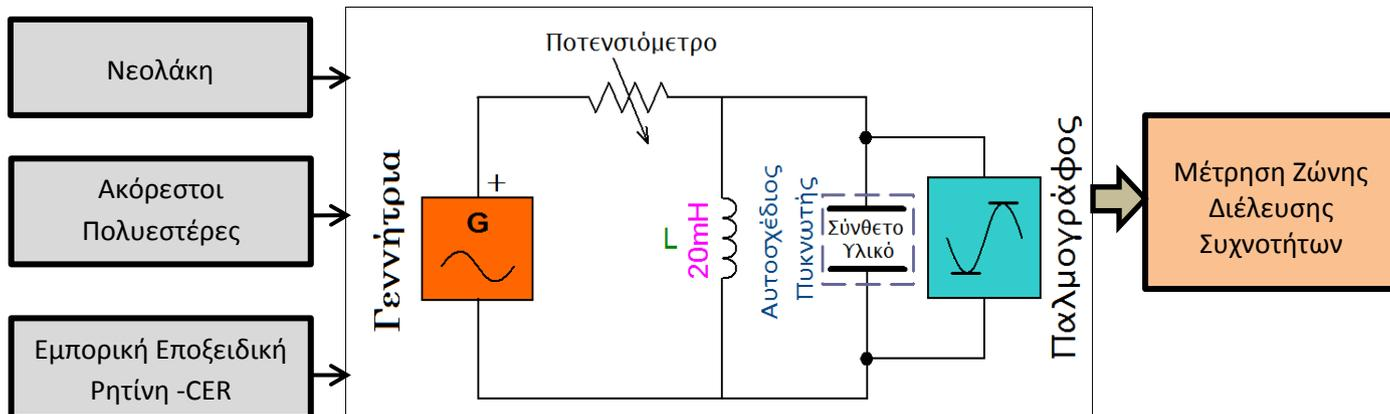 Νεολάκη
Ακόρεστοι
Πολυεστέρες
Εμπορική Εποξειδική
Ρητίνη -CER
Ποτενσιόμετρο
Γεννήτρια
+
G
L
20mH
Αυτοσχέδιος
Πυκνωτής
Σύνθετο
Υλικό
Παλμογράφος
Μέτρηση Ζώνης
Διέλευσης
Συχνοτήτων